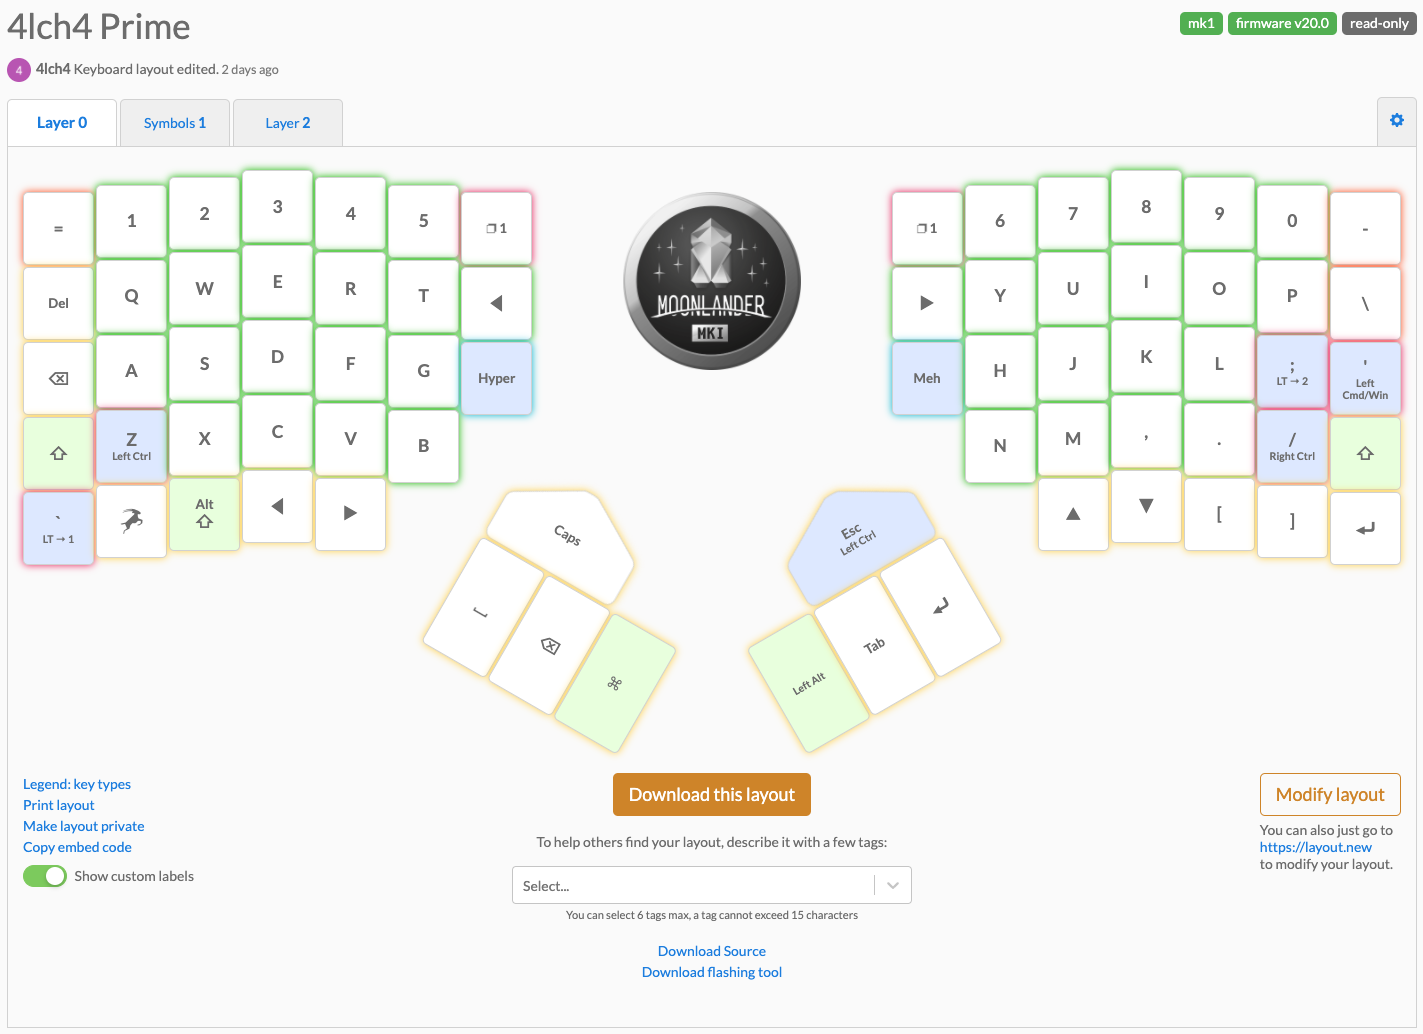 4lch4 Prime
mk1 firmware v20.0 read-only
4 4lch4 Keyboard layout edited. 2 days ago
Layer 0 Symbols 1 Layer 2
= 1 2 3 4 5 1
1 6 7 8 9 0 -
Del Q W E R T
Y U I O P \
A S D F G Hyper
Meh H J K L ; LT → 2 ' Left Cmd/Win
Z Left Ctrl X C V B
N M , . / Right Ctrl
` LT → 1 Alt
[ ]
Caps
Esc
Left Ctrl
Tab
Left Alt
MOONLANDER
MKI
Legend: key types
Print layout
Make layout private
Copy embed code
Show custom labels
Download this layout
To help others find your layout, describe it with a few tags:
Select...
You can select 6 tags max, a tag cannot exceed 15 characters
Download Source
Download flashing tool
Modify layout
You can also just go to
https://layout.new
to modify your layout.